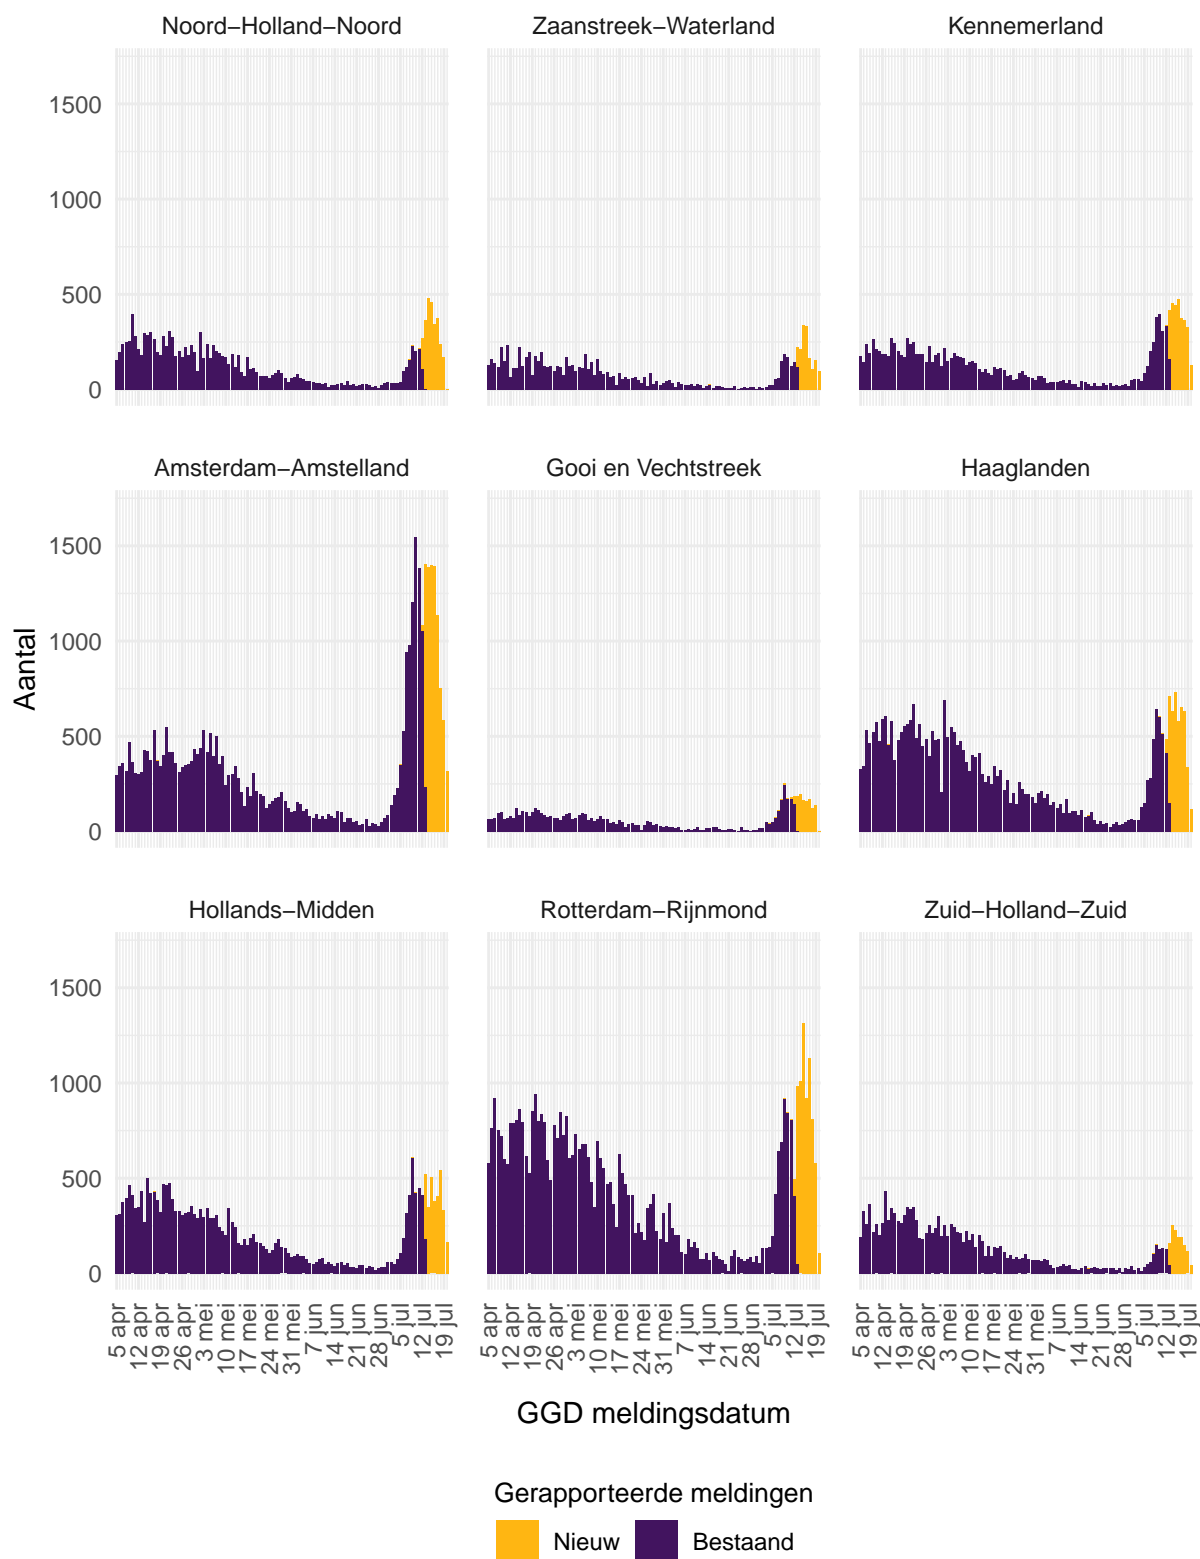 Noord−Holland−Noord Zaanstreek−Waterland Kennemerland
1500
1000
500
0
Amsterdam−Amstelland Gooi en Vechtstreek Haaglanden
1500
1000
500
0
Aantal
Hollands−Midden Rotterdam−Rijnmond Zuid−Holland−Zuid
1500
1000
500
0
5 apr 12 apr 19 apr 26 apr 3 mei 10 mei 17 mei 24 mei 31 mei 7 jun 14 jun 21 jun 28 jun 5 jul 12 jul 19 jul
5 apr 12 apr 19 apr 26 apr 3 mei 10 mei 17 mei 24 mei 31 mei 7 jun 14 jun 21 jun 28 jun 5 jul 12 jul 19 jul
5 apr 12 apr 19 apr 26 apr 3 mei 10 mei 17 mei 24 mei 31 mei 7 jun 14 jun 21 jun 28 jun 5 jul 12 jul 19 jul
GGD meldingsdatum
Gerapporteerde meldingen
Nieuw Bestaand